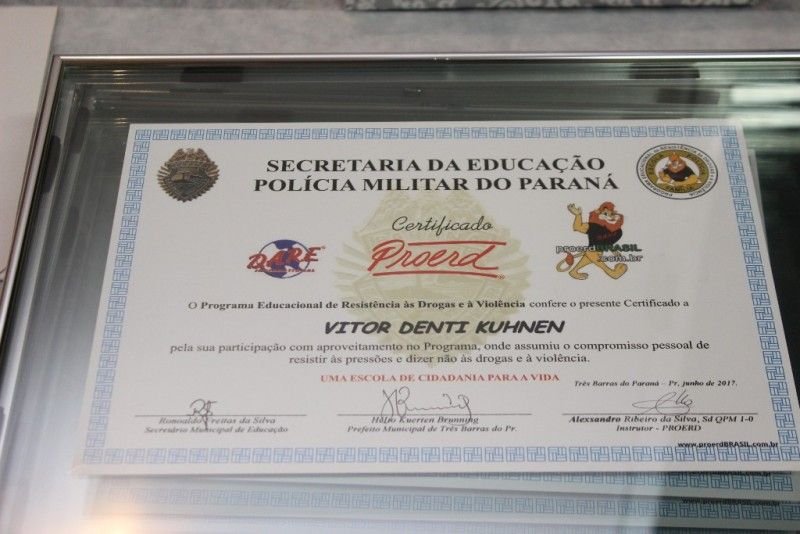 SECRETARIA DA EDUCAÇÃO
POLÍCIA MILITAR DO PARANÁ
Certificado
D.A.R.E.
Proerd
proerdBRASIL
.com.br
O Programa Educacional de Resistência às Drogas e à Violência confere o presente Certificado a
VITOR DENTI KUHNEN
pela sua participação com aproveitamento no Programa, onde assumiu o compromisso pessoal de
resistir às pressões e dizer não às drogas e à violência.
UMA ESCOLA DE CIDADANIA PARA A VIDA
Três Barras do Paraná - Pr, junho de 2017.
Romoaldo Freitas da Silva
Secretário Municipal de Educação
Hélio Kuerten Brunning
Prefeito Municipal de Três Barras do Pr.
Alexsandro Ribeiro da Silva, Sd QPM 1-0
Instrutor - PROERD
www.proerdBRASIL.com.br